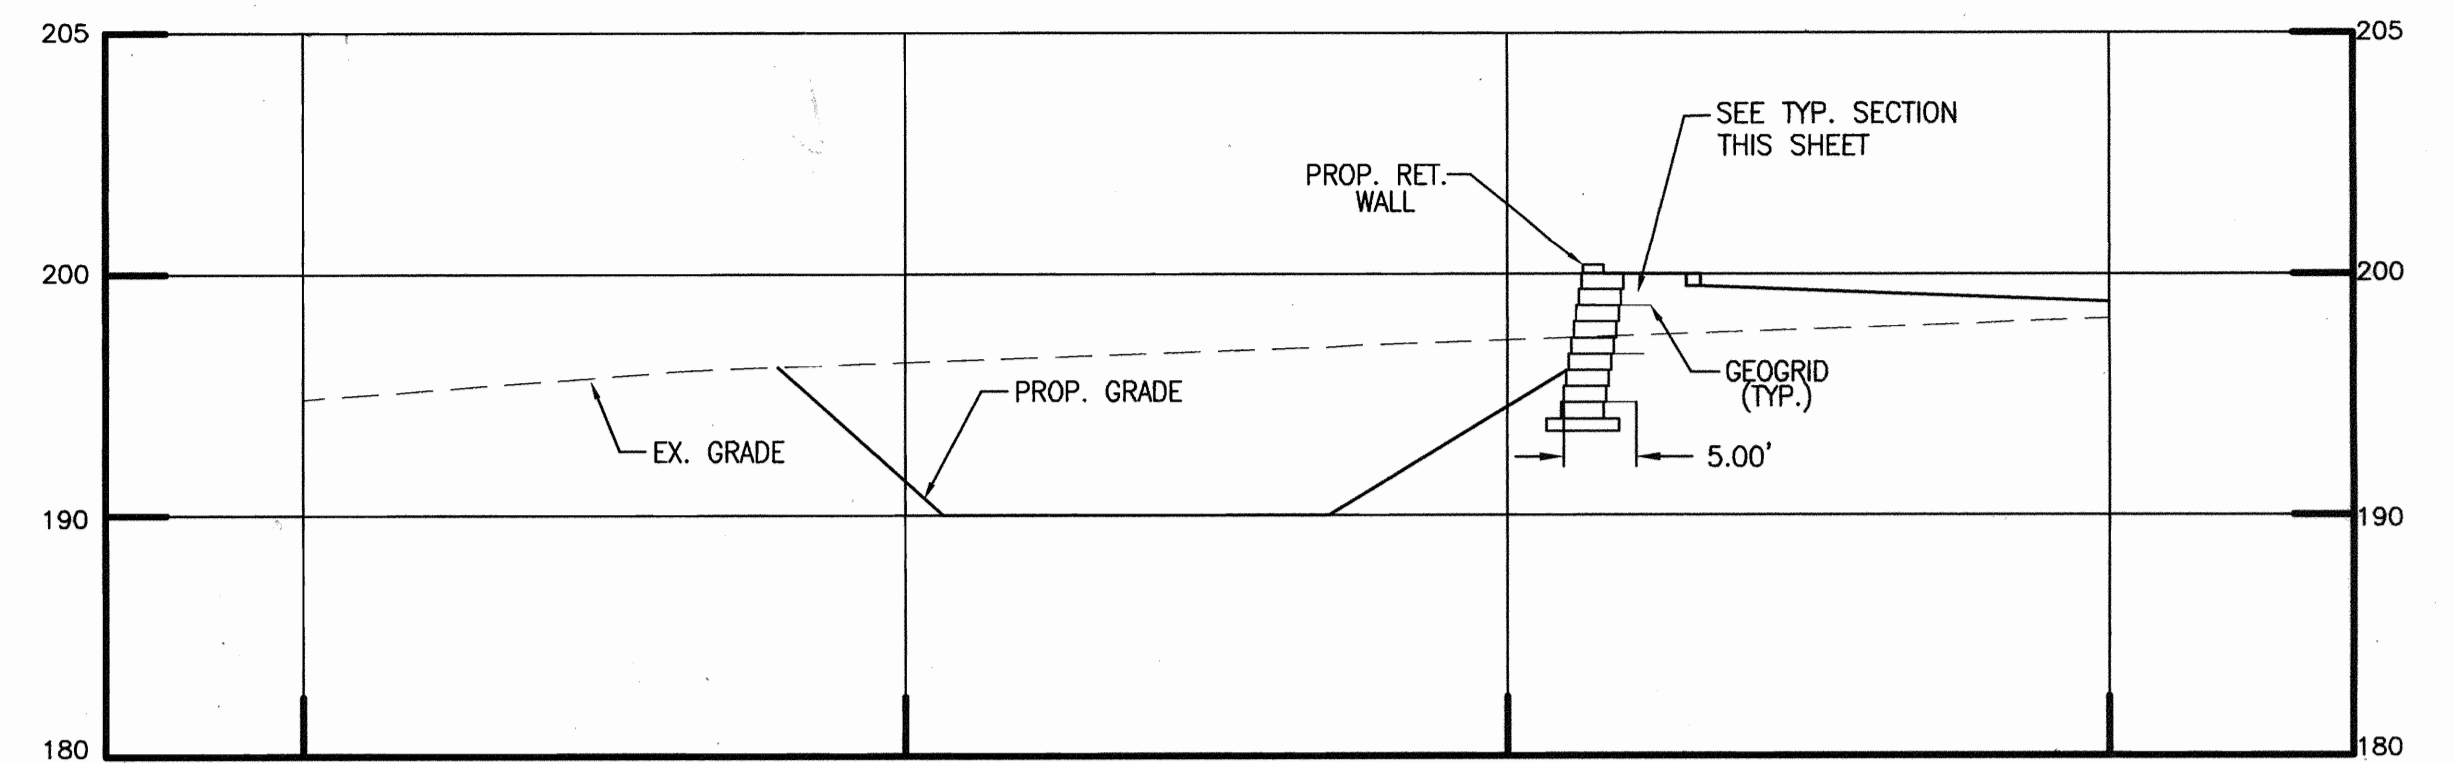 205
205
SEE TYP. SECTION
THIS SHEET
PROP. RET.
WALL
200
200
GEOGRID
(TYP.)
PROP. GRADE
EX. GRADE
5.00'
190
190
180
180